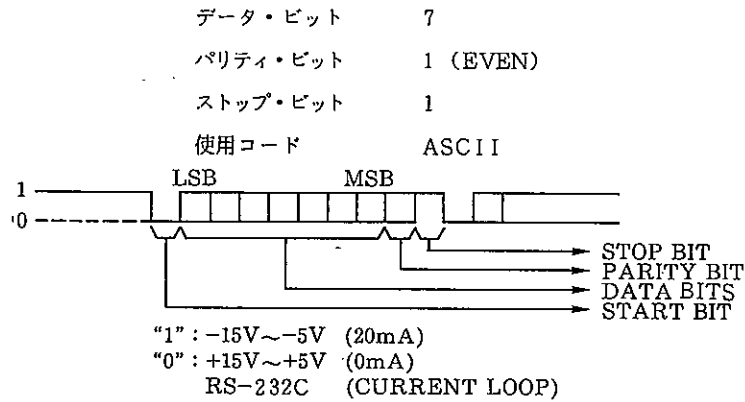 データ・ビット 7
パリティ・ビット 1 (EVEN)
ストップ・ビット 1
使用コード ASCII
LSB MSB
1
0
STOP BIT
PARITY BIT
DATA BITS
START BIT
"1" : -15V~-5V (20mA)
"0" : +15V~+5V (0mA)
RS-232C (CURRENT LOOP)